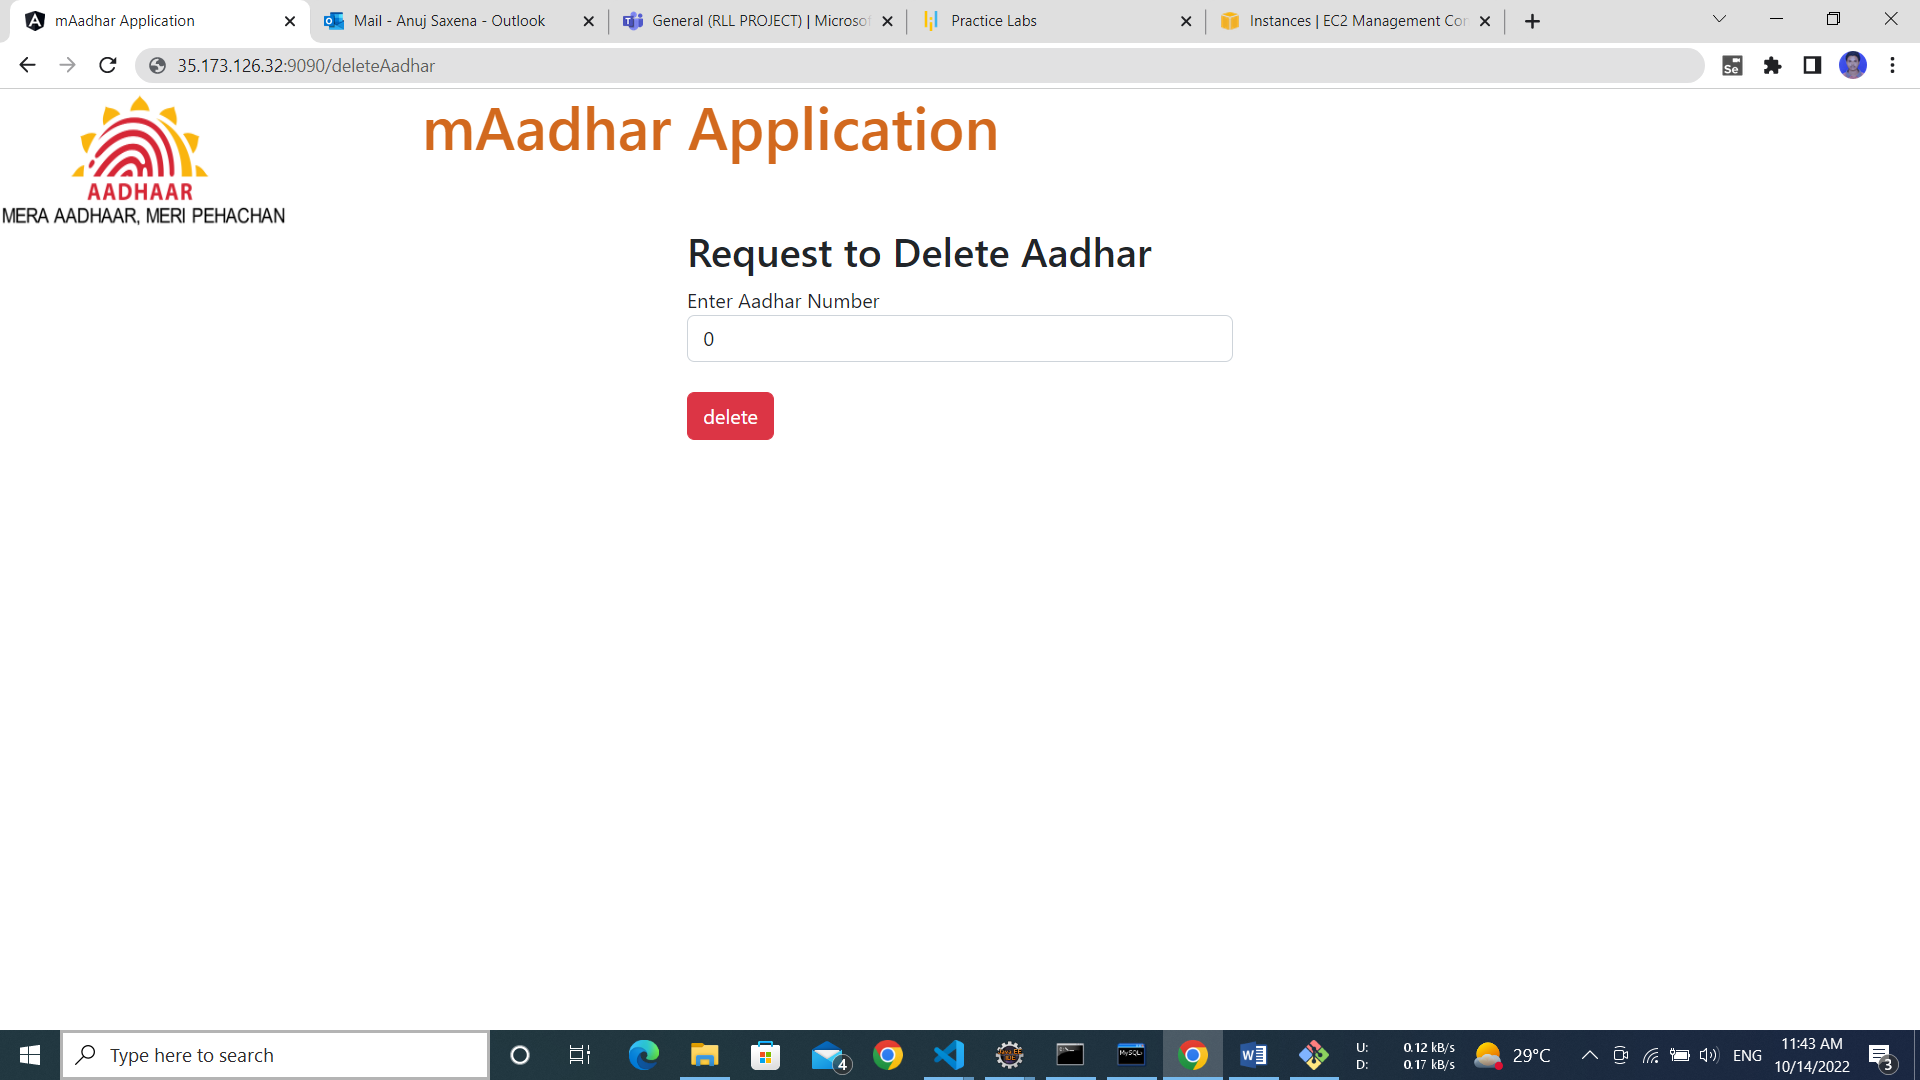 mAadhar Application
Mail - Anuj Saxena - Outlook
General (RLL PROJECT) | Microsof
Practice Labs
Instances | EC2 Management Con
35.173.126.32:9090/deleteAadhar
Se
AADHAAR
MERA AADHAAR, MERI PEHACHAN
mAadhar Application
Request to Delete Aadhar
Enter Aadhar Number
0
delete
Type here to search
4
MySQL
U: 0.12 kB/s
D: 0.17 kB/s
29°C
ENG
11:43 AM
10/14/2022
3